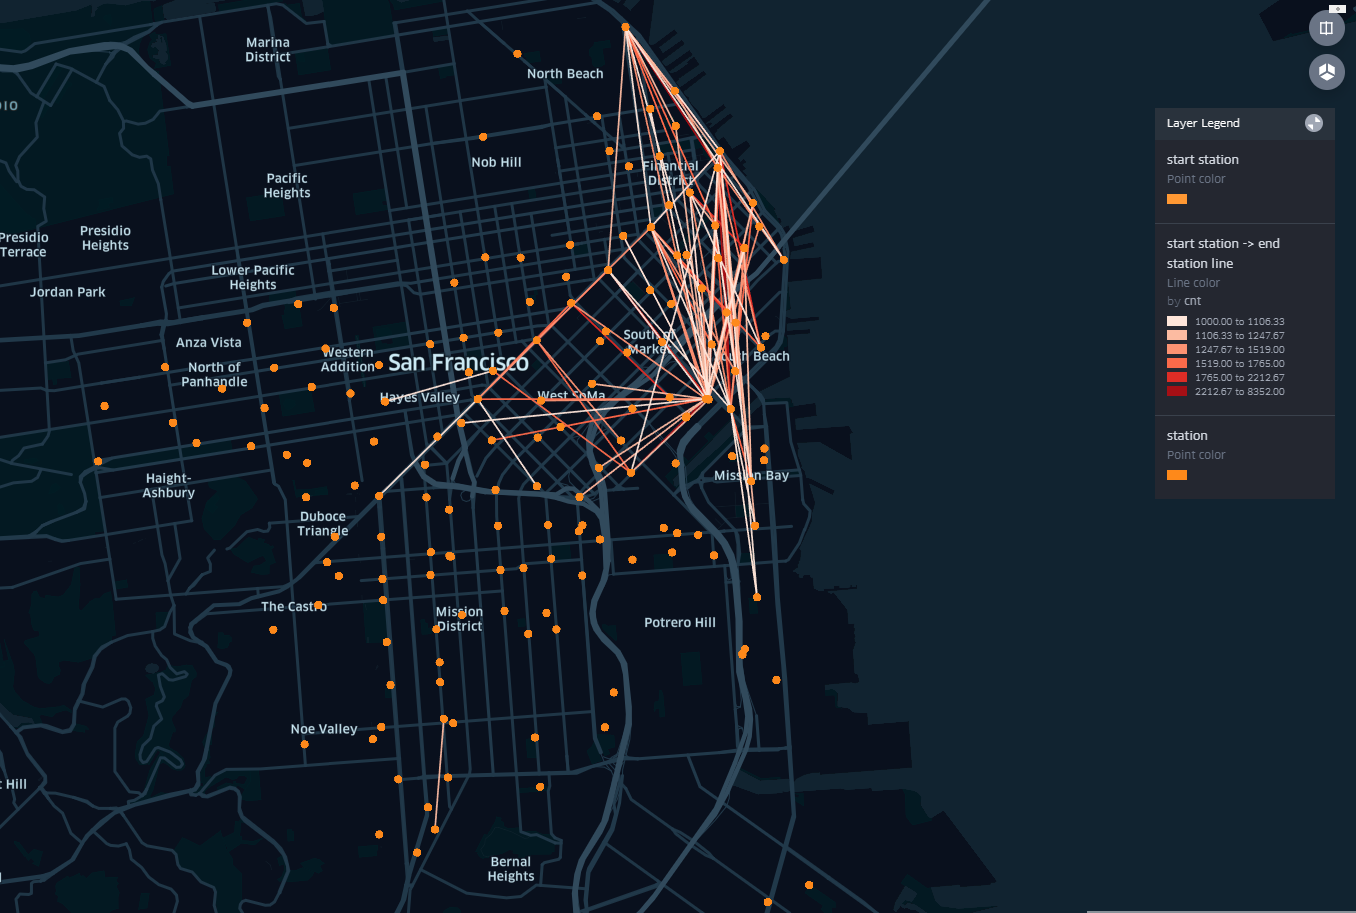 Marina
District
North Beach
DIO
Nob Hill
Financial
District
Pacific
Heights
Presidio
Terrace
Presidio
Heights
Lower Pacific
Heights
Jordan Park
Anza Vista
North of
Panhandle
Western
Addition
San Francisco
South of
Market
South Beach
Hayes Valley
West SoMa
Haight-
Ashbury
Mission Bay
Duboce
Triangle
The Castro
Mission
District
Potrero Hill
Noe Valley
t Hill
Bernal
Heights
Layer Legend
start station
Point color
start station -> end
station line
Line color
by cnt
1000.00 to 1106.33
1106.33 to 1247.67
1247.67 to 1519.00
1519.00 to 1765.00
1765.00 to 2212.67
2212.67 to 8352.00
station
Point color